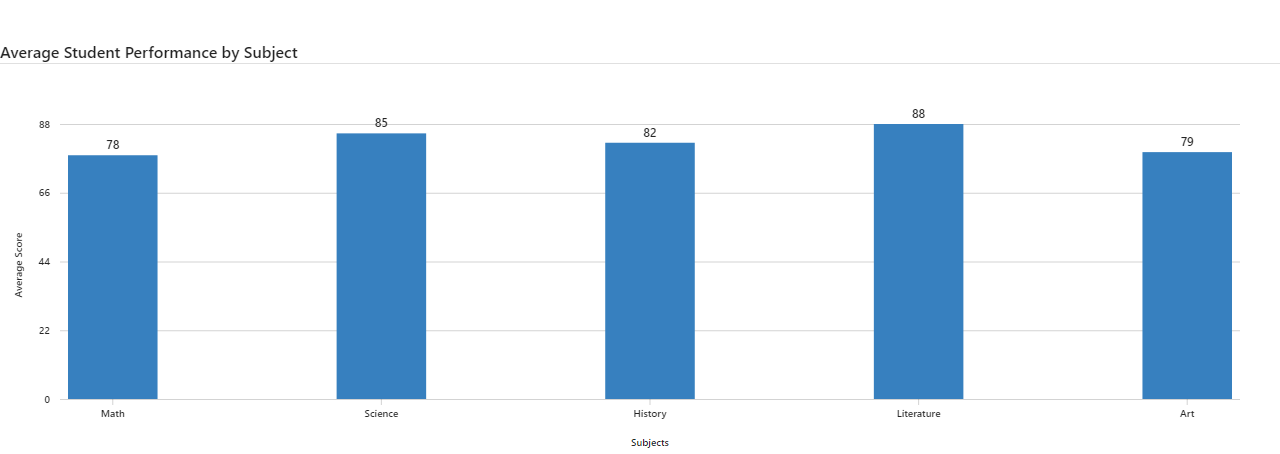 Average Student Performance by Subject
88
66
44
22
0
Average Score
78
85
82
88
79
Math
Science
History
Literature
Art
Subjects